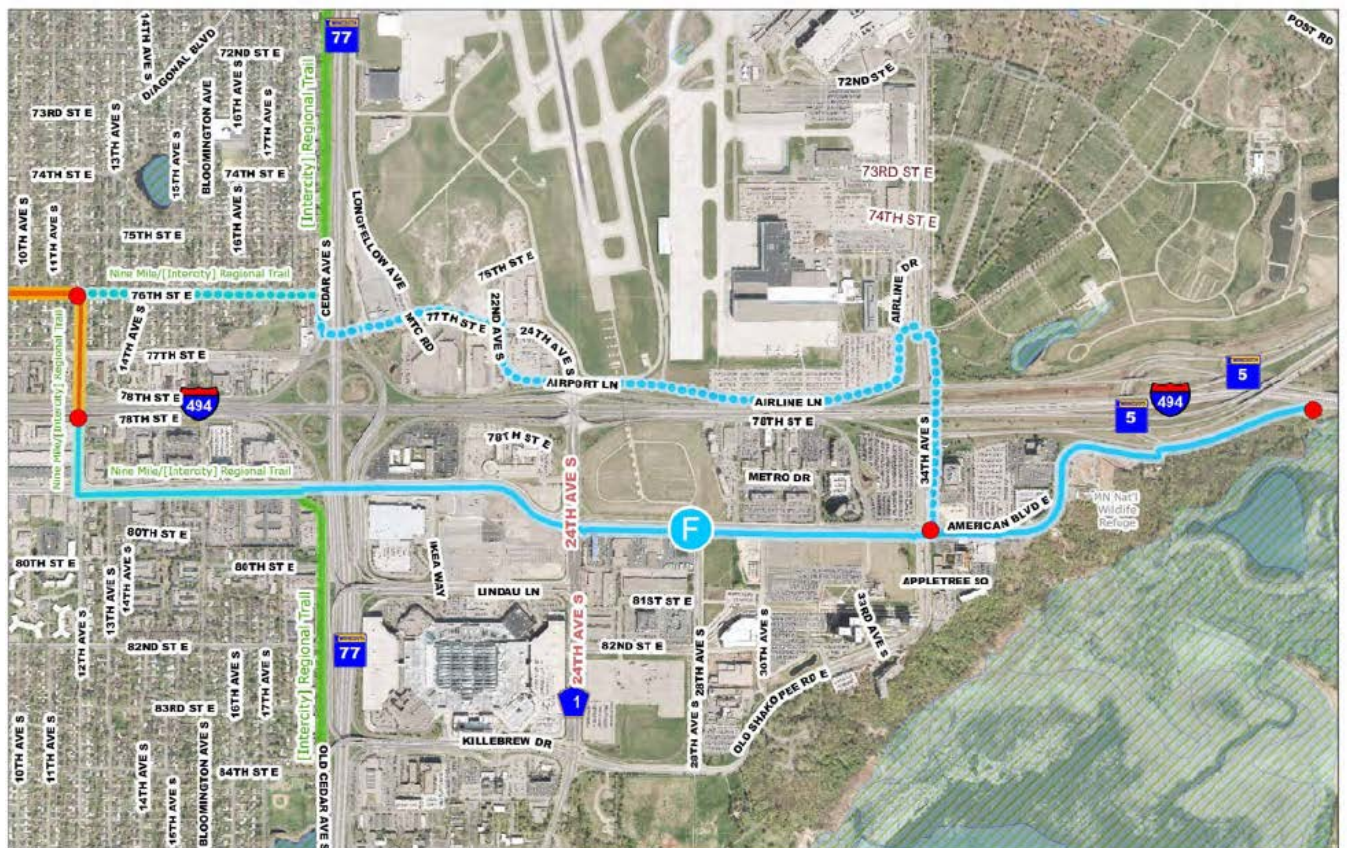 14TH AVE S
DIAGONAL BLVD
72ND ST E
MINNESOTA
77
POST RD
72ND ST E
73RD ST E
13TH AVE S
15TH AVE S
BLOOMINGTON AVE
16TH AVE S
17TH AVE S
[Intercity] Regional Trail
74TH ST E
74TH ST E
16TH AVE S
73RD ST E
74TH ST E
10TH AVE S
11TH AVE S
75TH ST E
LONGFELLOW AVE
75TH ST E
AIRLINE DR
Nine Mile/[Intercity] Regional Trail
76TH ST E
CEDAR AVE S
22ND AVE S
77TH ST E
MTC RD
24TH AVE S
14TH AVE S
77TH ST E
Nine Mile/[Intercity] Regional Trail
AIRPORT LN
AIRLINE LN
78TH ST E
494
78TH ST E
78TH ST E
MINNESOTA
5
494
MINNESOTA
5
78TH ST E
Nine Mile/[Intercity] Regional Trail
METRO DR
34TH AVE S
24TH AVE S
F
AMERICAN BLVD E
MN Nat'l
Wildlife
Refuge
80TH ST E
80TH ST E
80TH ST E
14TH AVE S
13TH AVE S
12TH AVE S
IKEA WAY
LINDAU LN
81ST ST E
APPLETREE SQ
33RD AVE S
[Intercity] Regional Trail
82ND ST E
MINNESOTA
77
24TH AVE S
82ND ST E
28TH AVE S
30TH AVE S
16TH AVE S
17TH AVE S
83RD ST E
1
OLD SHAKOPEE RD E
10TH AVE S
11TH AVE S
14TH AVE S
15TH AVE S
BLOOMINGTON AVE S
84TH ST E
OLD CEDAR AVE S
KILLEBREW DR
28TH AVE S